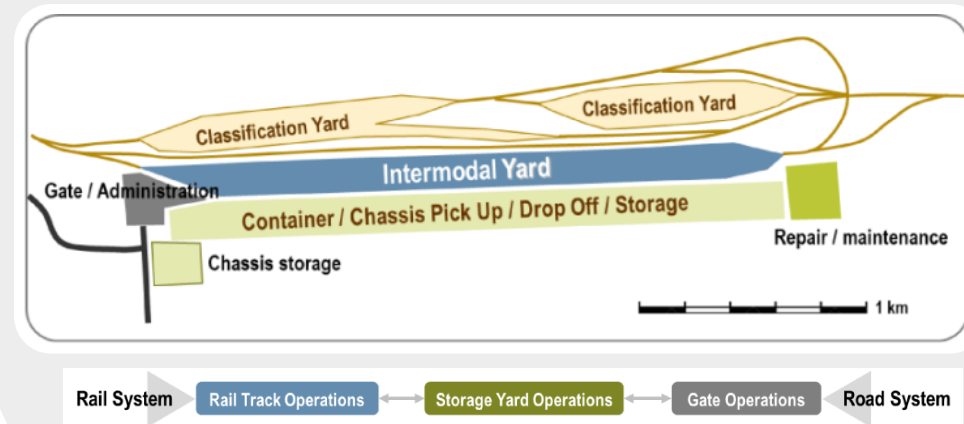 Classification Yard
Classification Yard
Intermodal Yard
Gate / Administration
Container / Chassis Pick Up / Drop Off / Storage
Repair / maintenance
Chassis storage
1 km
Rail System
Rail Track Operations
Storage Yard Operations
Gate Operations
Road System